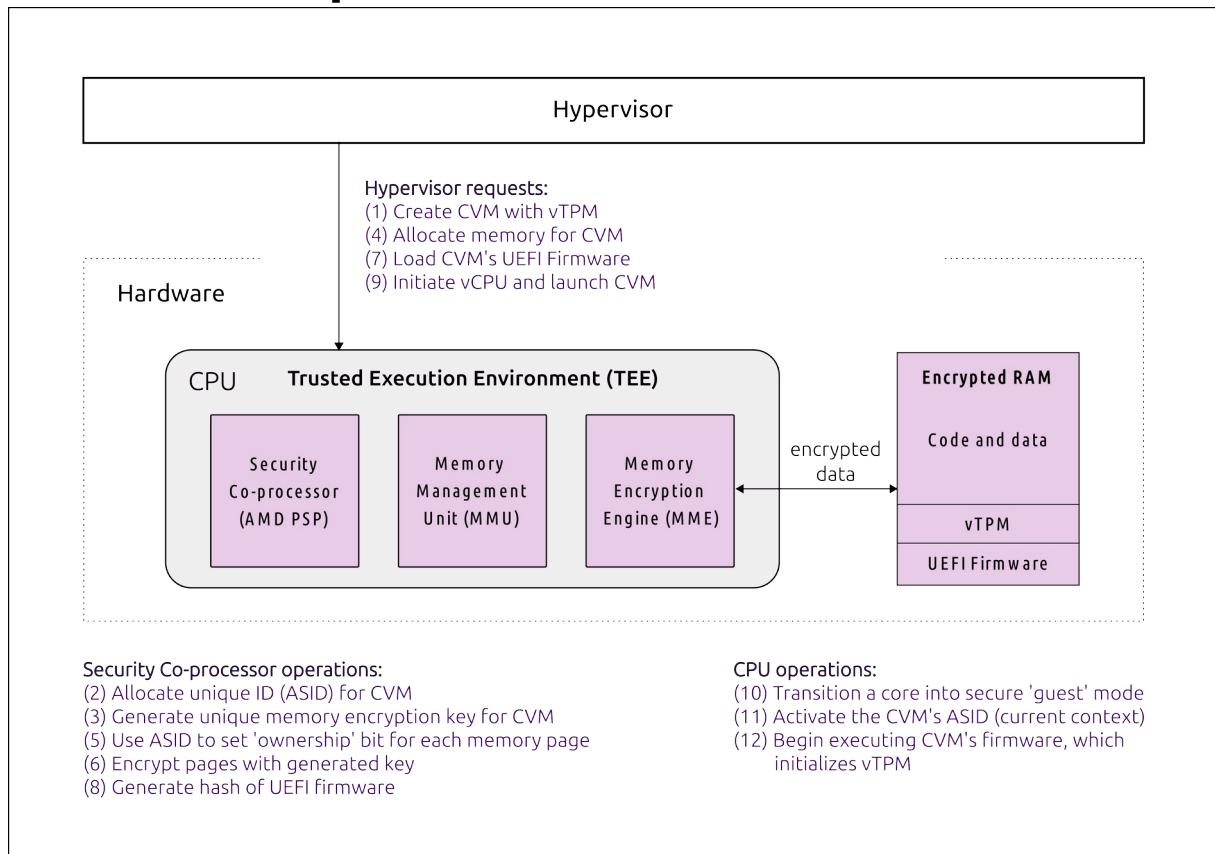 Hypervisor
Hypervisor requests:
(1) Create CVM with vTPM
(4) Allocate memory for CVM
(7) Load CVM's UEFI Firmware
(9) Initiate vCPU and launch CVM
Hardware
CPU
Trusted Execution Environment (TEE)
Security
Co-processor
(AMD PSP)
Memory
Management
Unit (MMU)
Memory
Encryption
Engine (MME)
encrypted
data
Encrypted RAM
Code and data
vTPM
UEFI Firmware
Security Co-processor operations:
(2) Allocate unique ID (ASID) for CVM
(3) Generate unique memory encryption key for CVM
(5) Use ASID to set 'ownership' bit for each memory page
(6) Encrypt pages with generated key
(8) Generate hash of UEFI firmware
CPU operations:
(10) Transition a core into secure 'guest' mode
(11) Activate the CVM's ASID (current context)
(12) Begin executing CVM's firmware, which
initializes vTPM